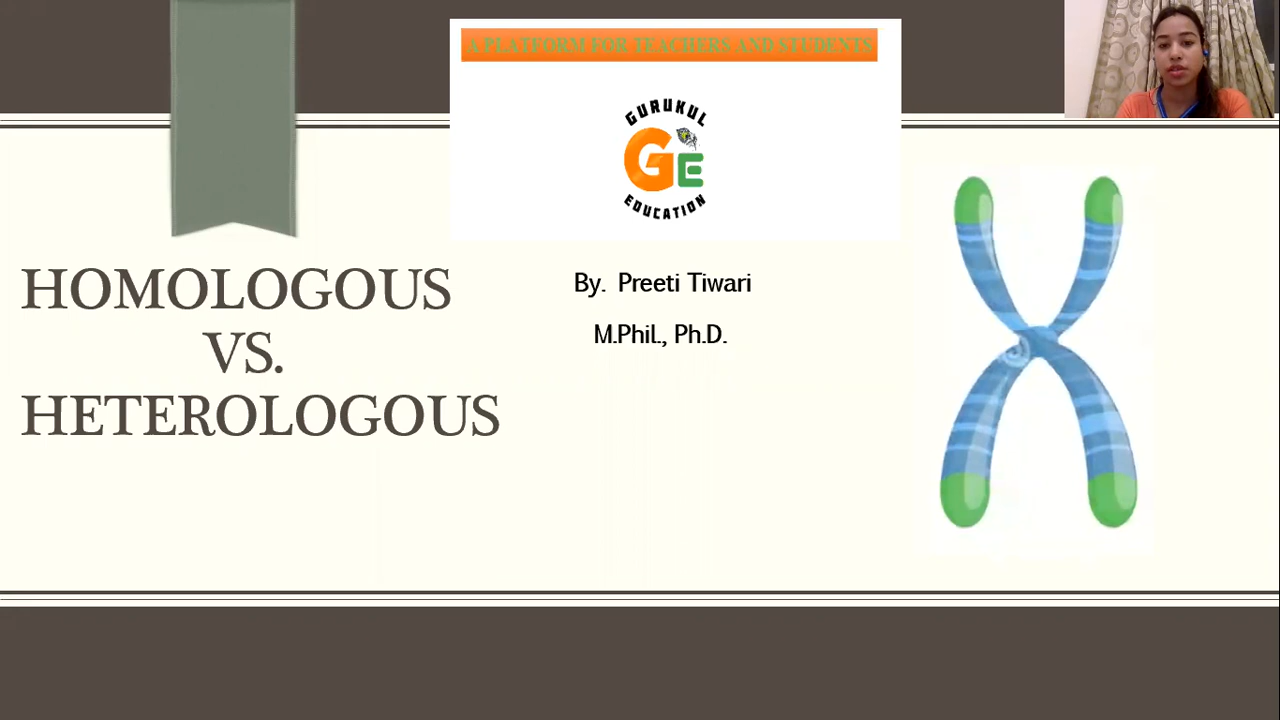 A PLATFORM FOR TEACHERS AND STUDENTS
GURUKUL
GE
EDUCATION
HOMOLOGOUS
VS.
HETEROLOGOUS
By. Preeti Tiwari
M.Phil., Ph.D.